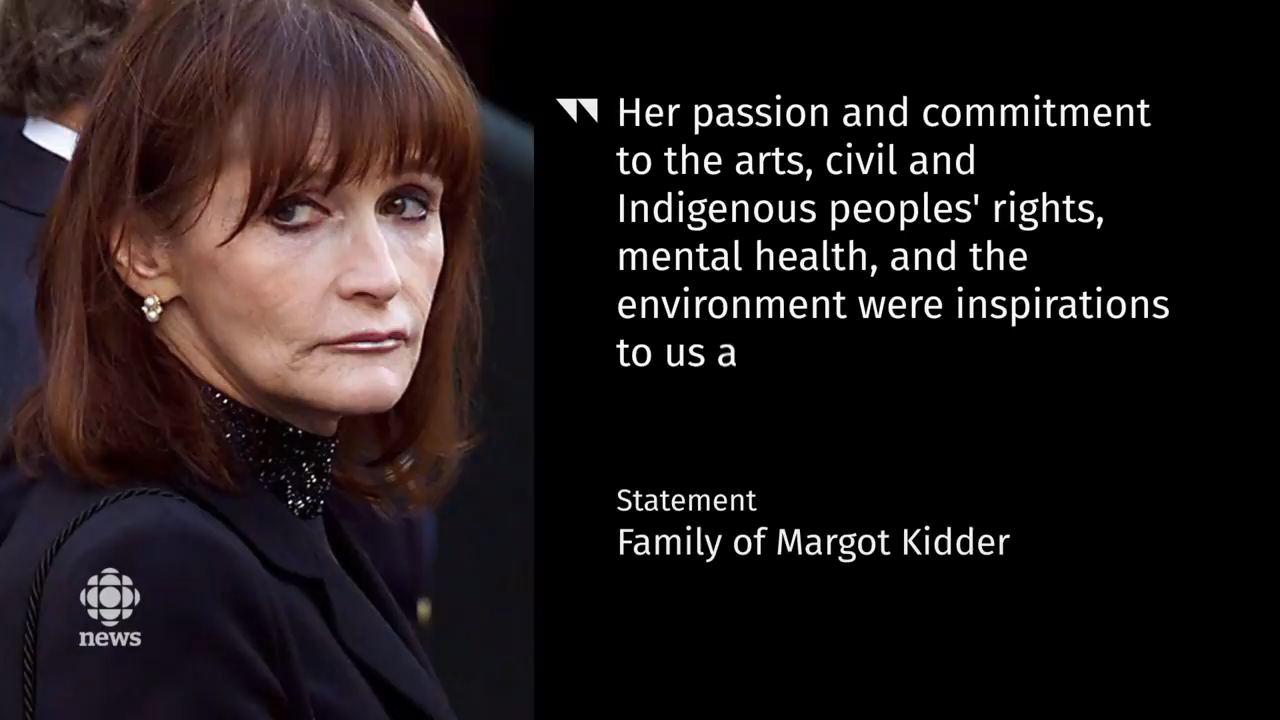 Her passion and commitment
to the arts, civil and
Indigenous peoples' rights,
mental health, and the
environment were inspirations
to us a
Statement
Family of Margot Kidder
news